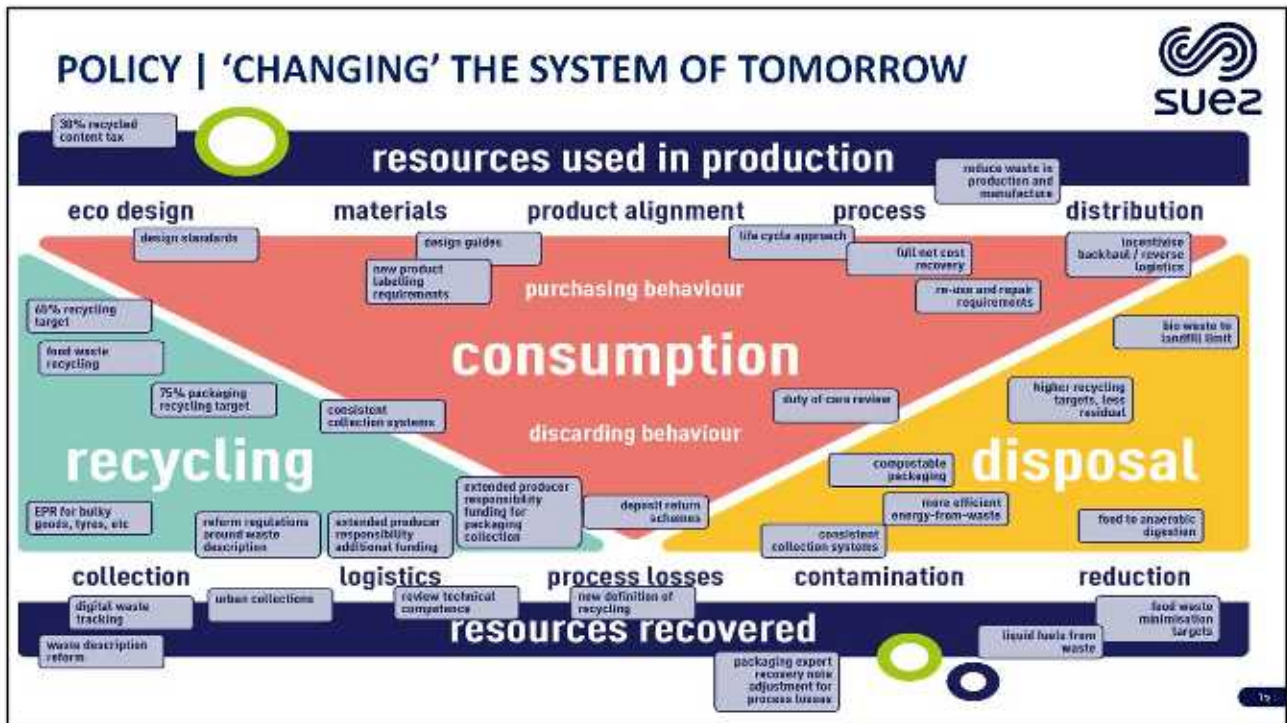 POLICY | ‘CHANGING’ THE SYSTEM OF TOMORROW
suez
30% recycled
content tax
resources used in production
reduce waste in
production and
manufacture
eco design
materials
product alignment
process
distribution
design standards
design guides
life cycle approach
full net cost
recovery
incentivise
backhaul / reverse
logistics
new product
labelling
requirements
purchasing behaviour
re-use and repair
requirements
65% recycling
target
bio waste to
landfill limit
food waste
recycling
consumption
75% packaging
recycling target
higher recycling
targets, less
residual
consistent
collection systems
duty of care review
discarding behaviour
recycling
disposal
compostable
packaging
EPR for bulky
goods, tyres, etc
reform regulations
around waste
description
extended producer
responsibility
additional funding
extended producer
responsibility
funding for
packaging
collection
deposit return
schemes
more efficient
energy-from-waste
consistent
collection systems
food to anaerobic
digestion
collection
logistics
process losses
contamination
reduction
digital waste
tracking
urban collections
review technical
competence
new definition of
recycling
food waste
minimisation
targets
resources recovered
waste description
reform
liquid fuels from
waste
packaging export
recovery note
adjustment for
process losses